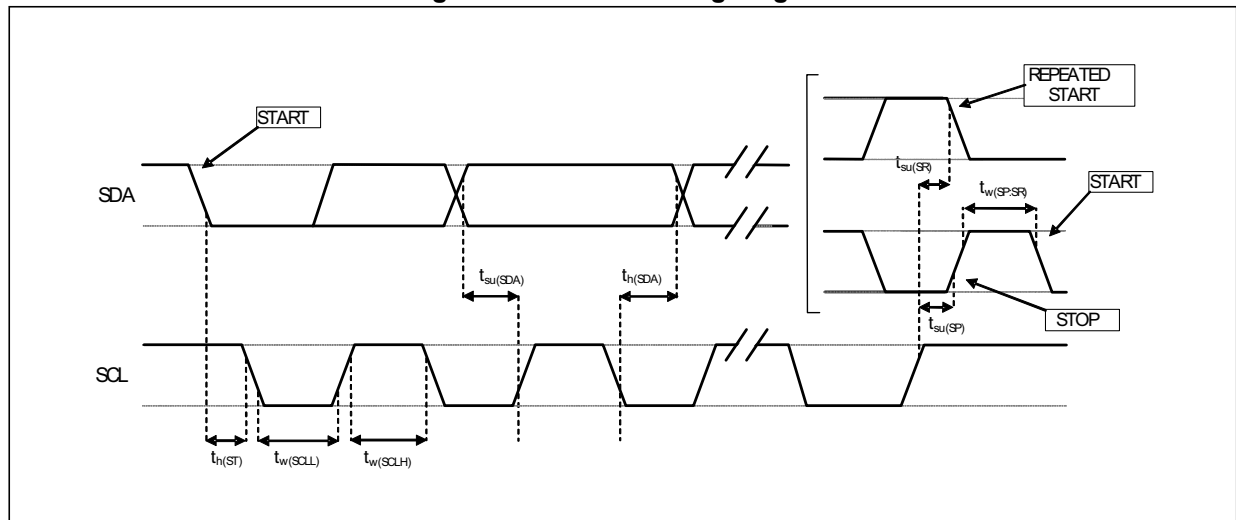 REPEATED
START
START
t_su(SR)
START
t_w(SP:SR)
SDA
t_su(SDA)
t_h(SDA)
t_su(SP)
STOP
SCL
t_h(ST)
t_w(SCLL)
t_w(SCLH)